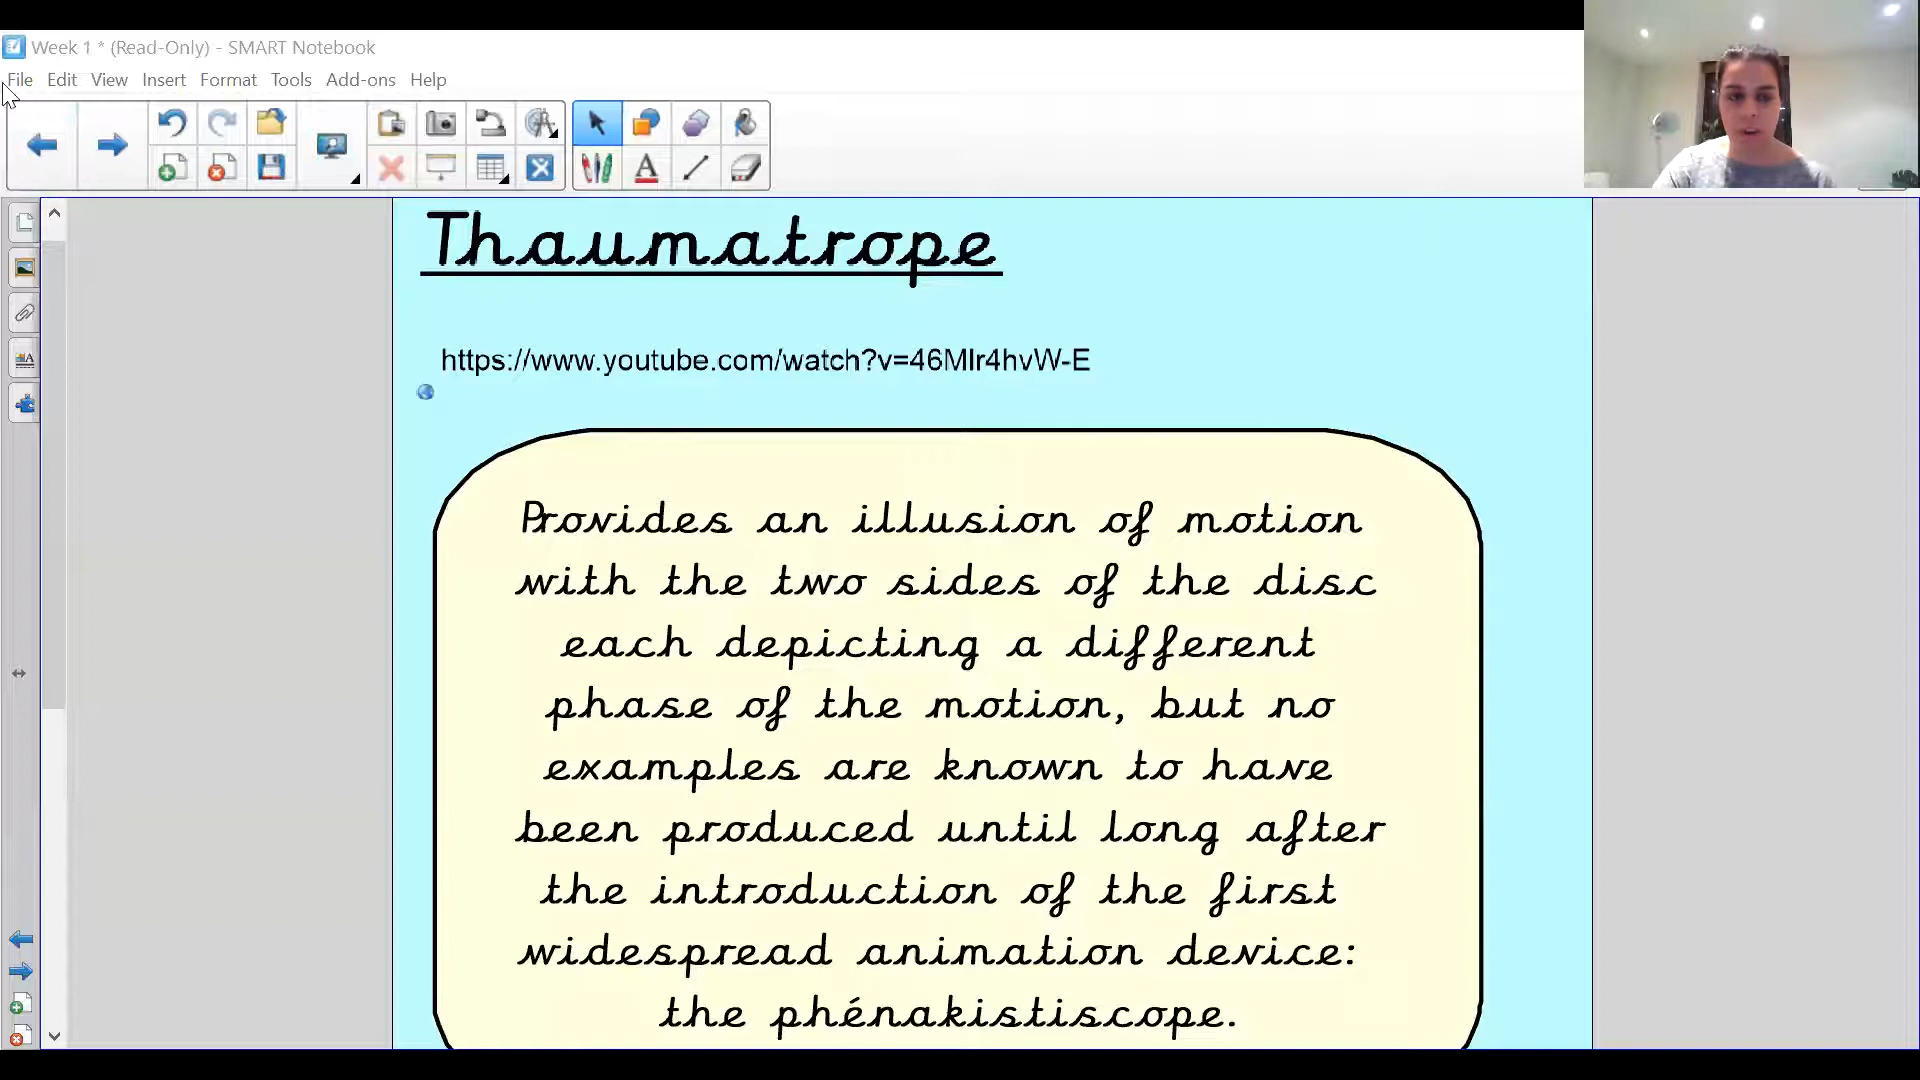 Week 1 * (Read-Only) - SMART Notebook
File Edit View Insert Format Tools Add-ons Help
Thaumatrope
https://www.youtube.com/watch?v=46MIr4hvW-E
Provides an illusion of motion
with the two sides of the disc
each depicting a different
phase of the motion, but no
examples are known to have
been produced until long after
the introduction of the first
widespread animation device:
the phénakistiscope.